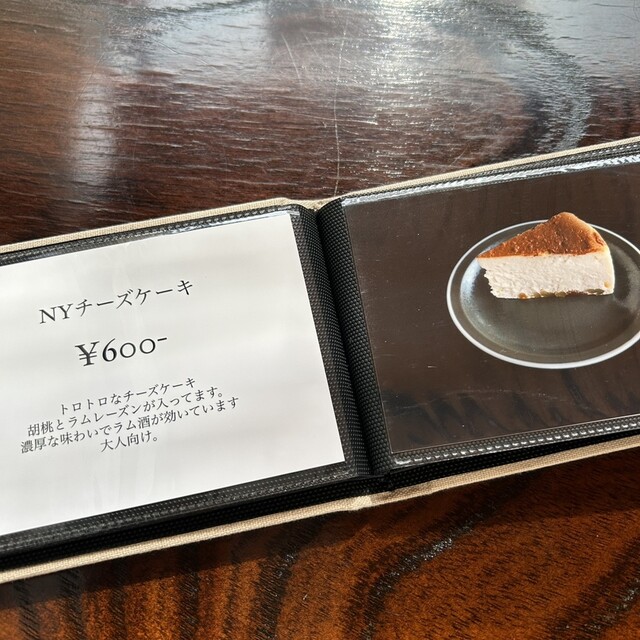 NYチーズケーキ
¥600-
トロトロなチーズケーキ
胡桃とラムレーズンが入ってます。
濃厚な味わいでラム酒が効いています
大人向け。